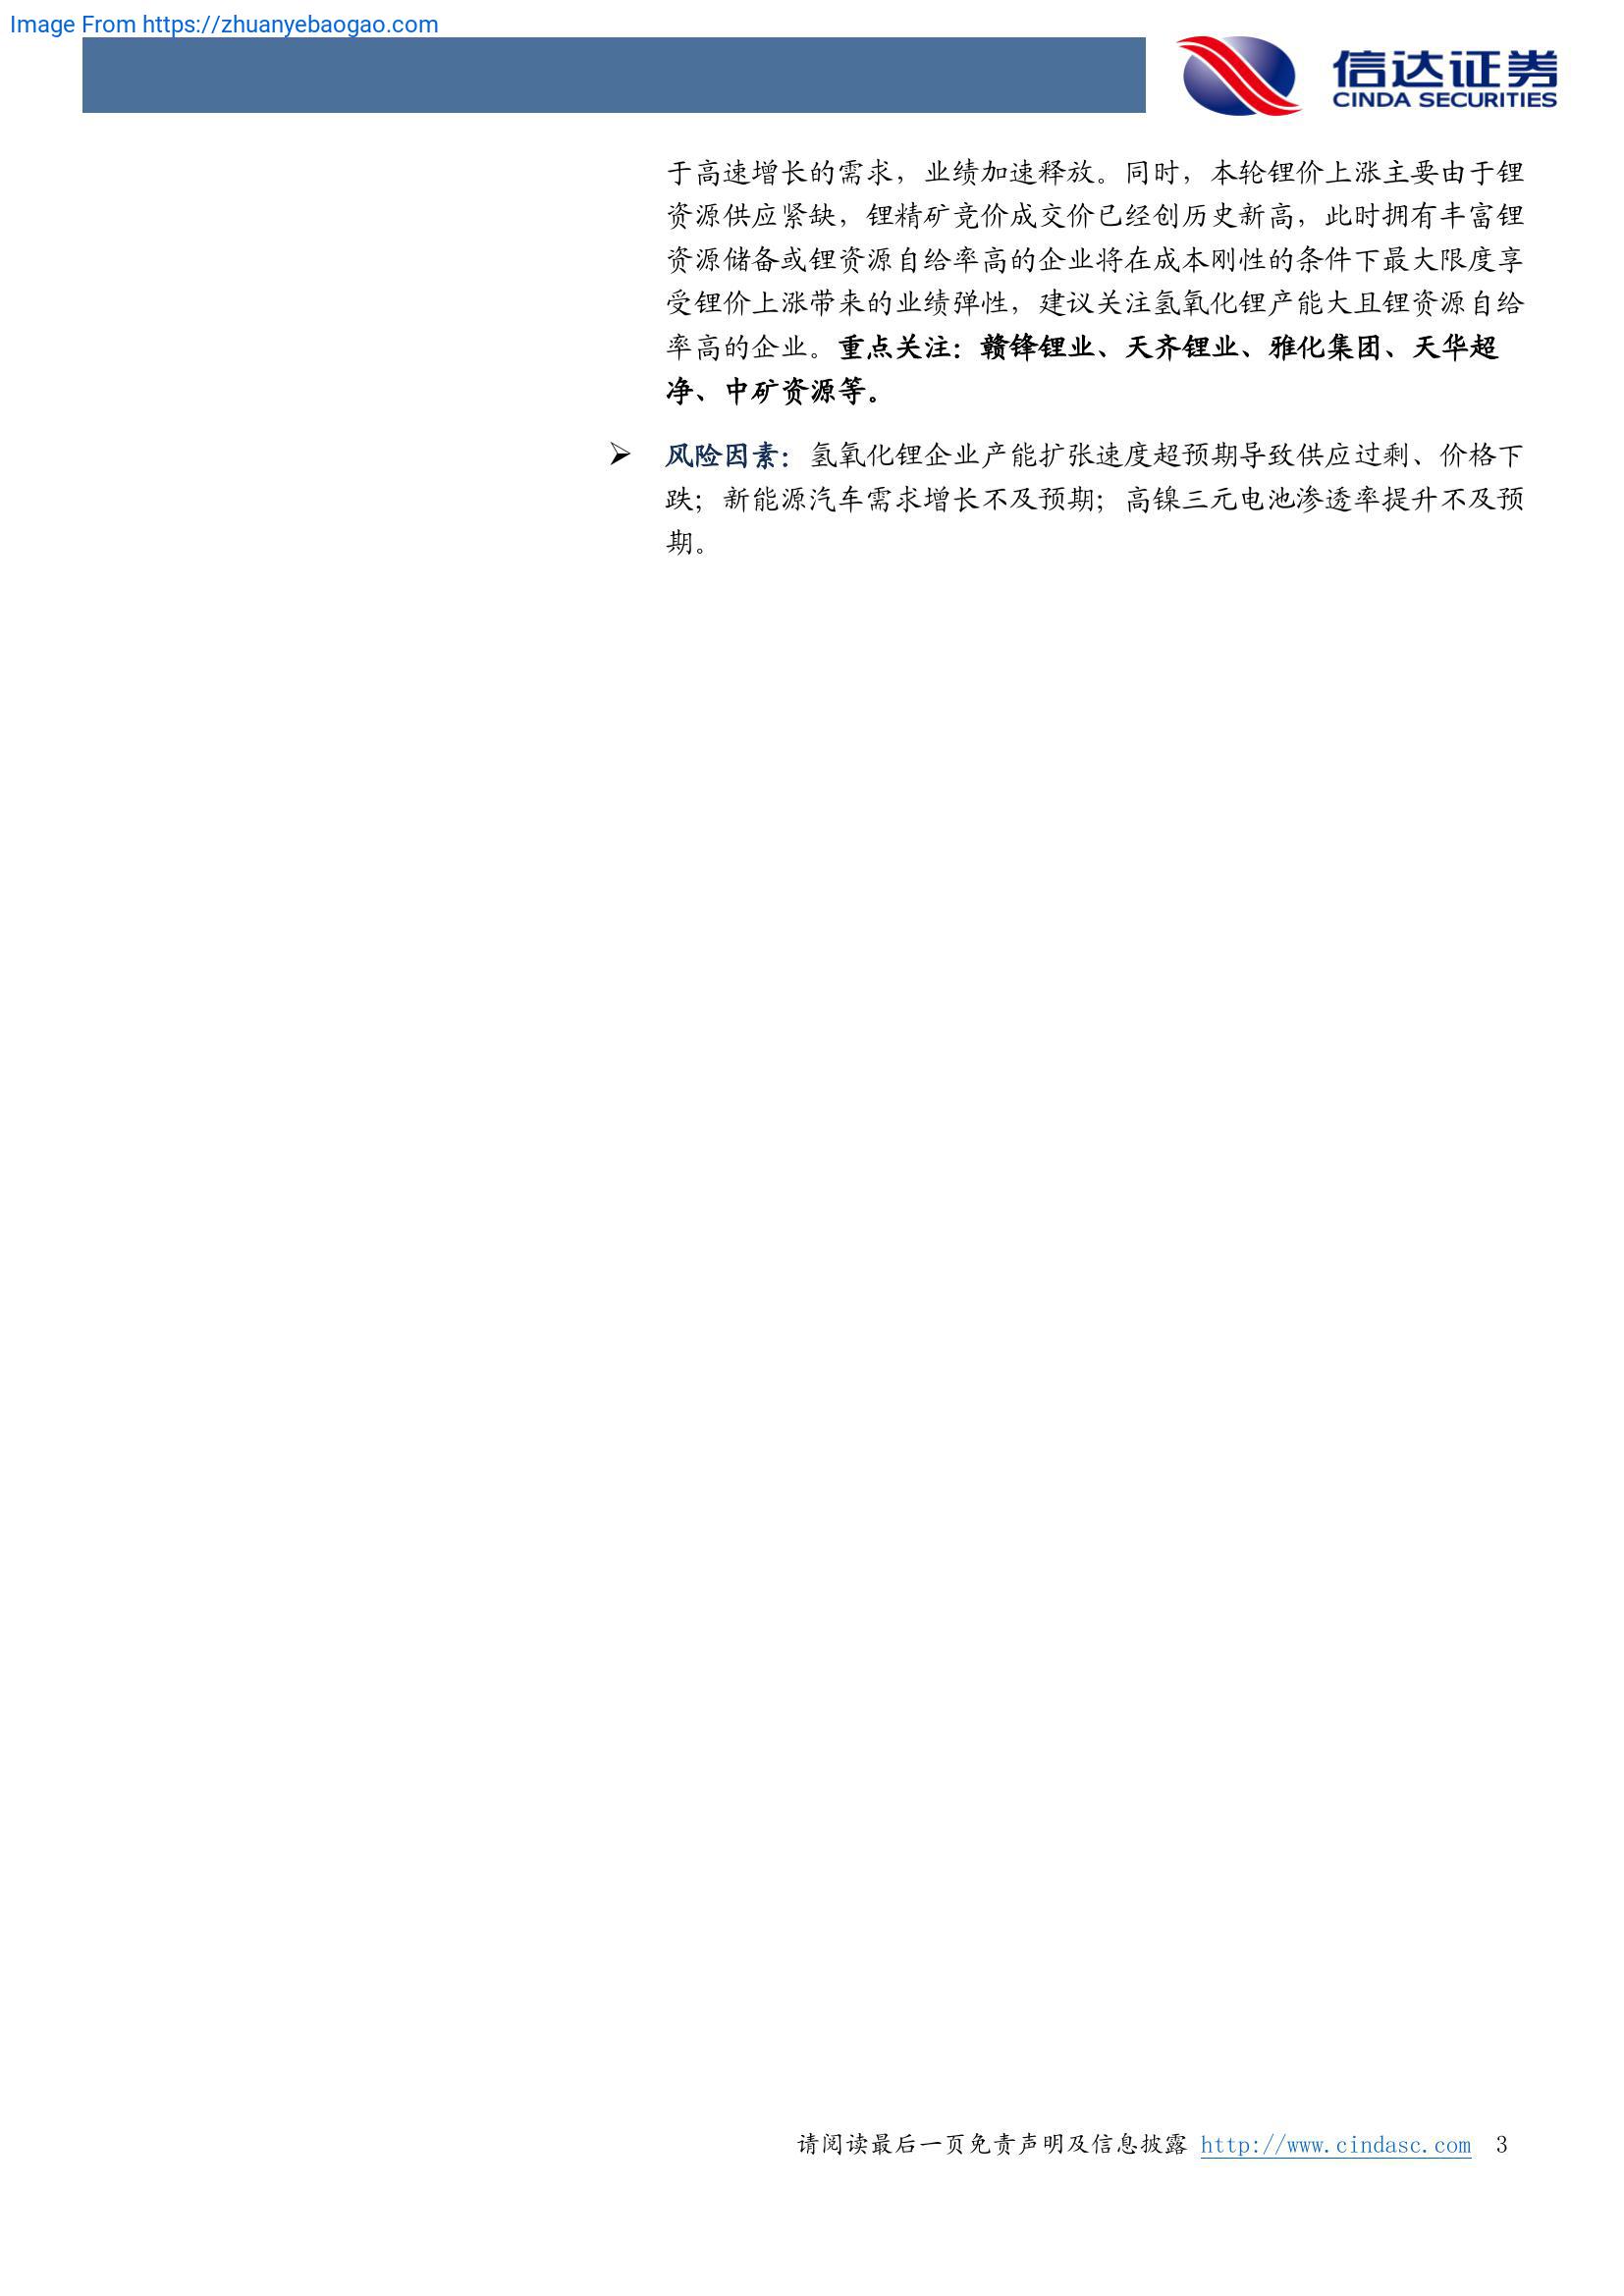 Image From https://zhuanyebaogao.com
信达证券
CINDA SECURITIES
于高速增长的需求，业绩加速释放。同时，本轮锂价上涨主要由于锂
资源供应紧缺，锂精矿竞价成交价已经创历史新高，此时拥有丰富锂
资源储备或锂资源自给率高的企业将在成本刚性的条件下最大限度享
受锂价上涨带来的业绩弹性，建议关注氢氧化锂产能大且锂资源自给
率高的企业。重点关注：赣锋锂业、天齐锂业、雅化集团、天华超
净、中矿资源等。
➢ 风险因素：氢氧化锂企业产能扩张速度超预期导致供应过剩、价格下
跌；新能源汽车需求增长不及预期；高镍三元电池渗透率提升不及预
期。
请阅读最后一页免责声明及信息披露 http://www.cindasc.com 3